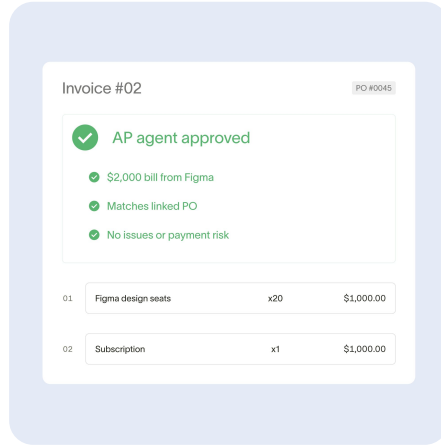 Invoice #02
PO #0045
AP agent approved
$2,000 bill from Figma
Matches linked PO
No issues or payment risk
01 Figma design seats x20 $1,000.00
02 Subscription x1 $1,000.00